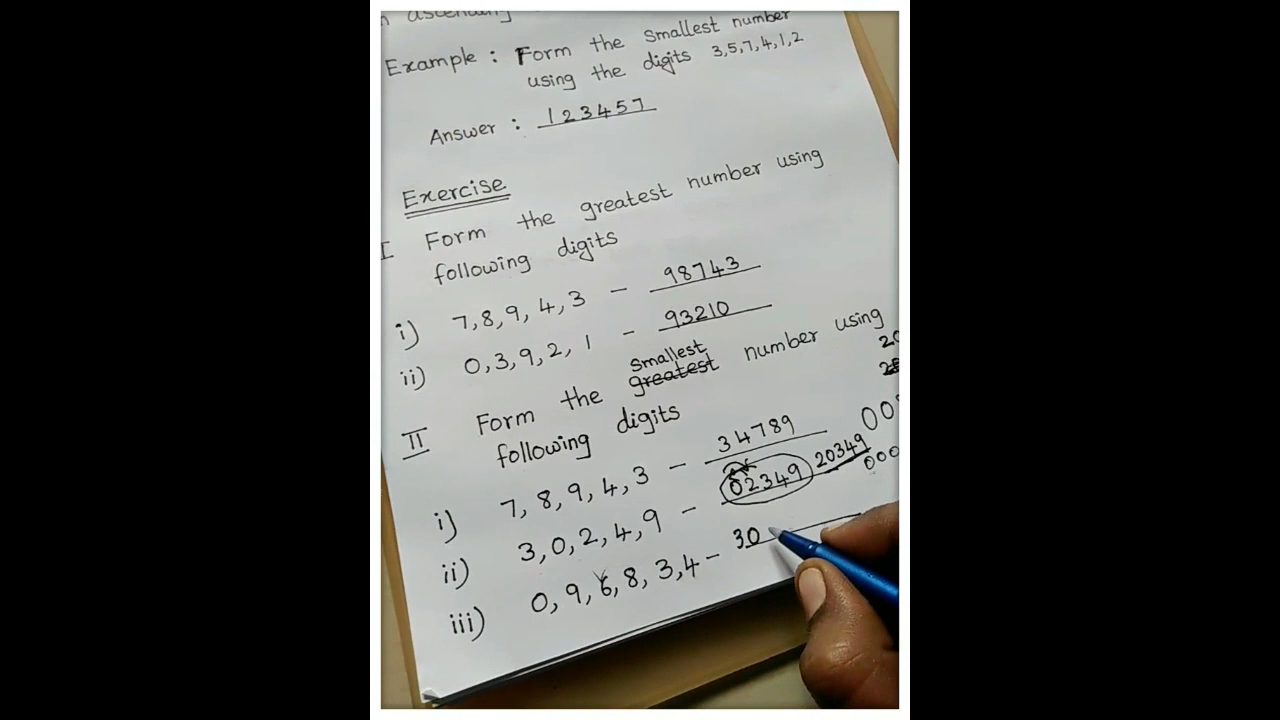 ascending
Example : Form the smallest number
using the digits 3,5,7,4,1,2
Answer : 123457
Exercise
I Form the greatest number using
following digits
i) 7,8,9,4,3 - 98743
ii) 0,3,9,2,1 - 93210
smallest
II Form the greatest number using
following digits
i) 7,8,9,4,3 - 34789
ii) 3,0,2,4,9 - 02349 20349
iii) 0,9,6,8,3,4 - 30